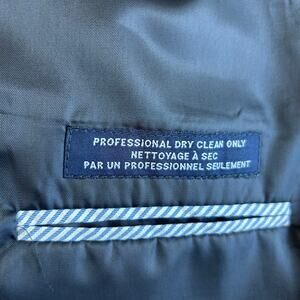 PROFESSIONAL DRY CLEAN ONLY
NETTOYAGE À SEC
PAR UN PROFESSIONNEL SEULEMENT